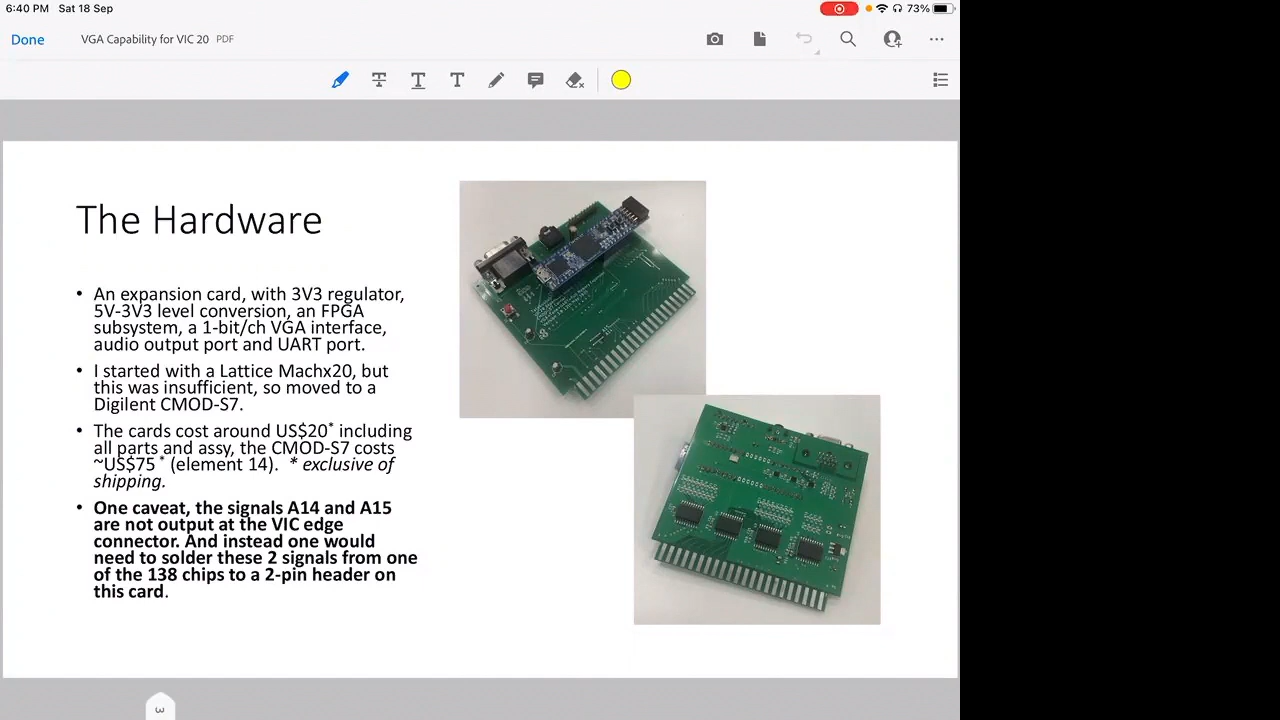 6:40 PM Sat 18 Sep
73%
Done
VGA Capability for VIC 20 PDF
The Hardware
• An expansion card, with 3V3 regulator,
5V-3V3 level conversion, an FPGA
subsystem, a 1-bit/ch VGA interface,
audio output port and UART port.
• I started with a Lattice Machx20, but
this was insufficient, so moved to a
Digilent CMOD-S7.
• The cards cost around US$20* including
all parts and assy, the CMOD-S7 costs
~US$75* (element 14). * exclusive of
shipping.
• One caveat, the signals A14 and A15
are not output at the VIC edge
connector. And instead one would
need to solder these 2 signals from one
of the 138 chips to a 2-pin header on
this card.
3